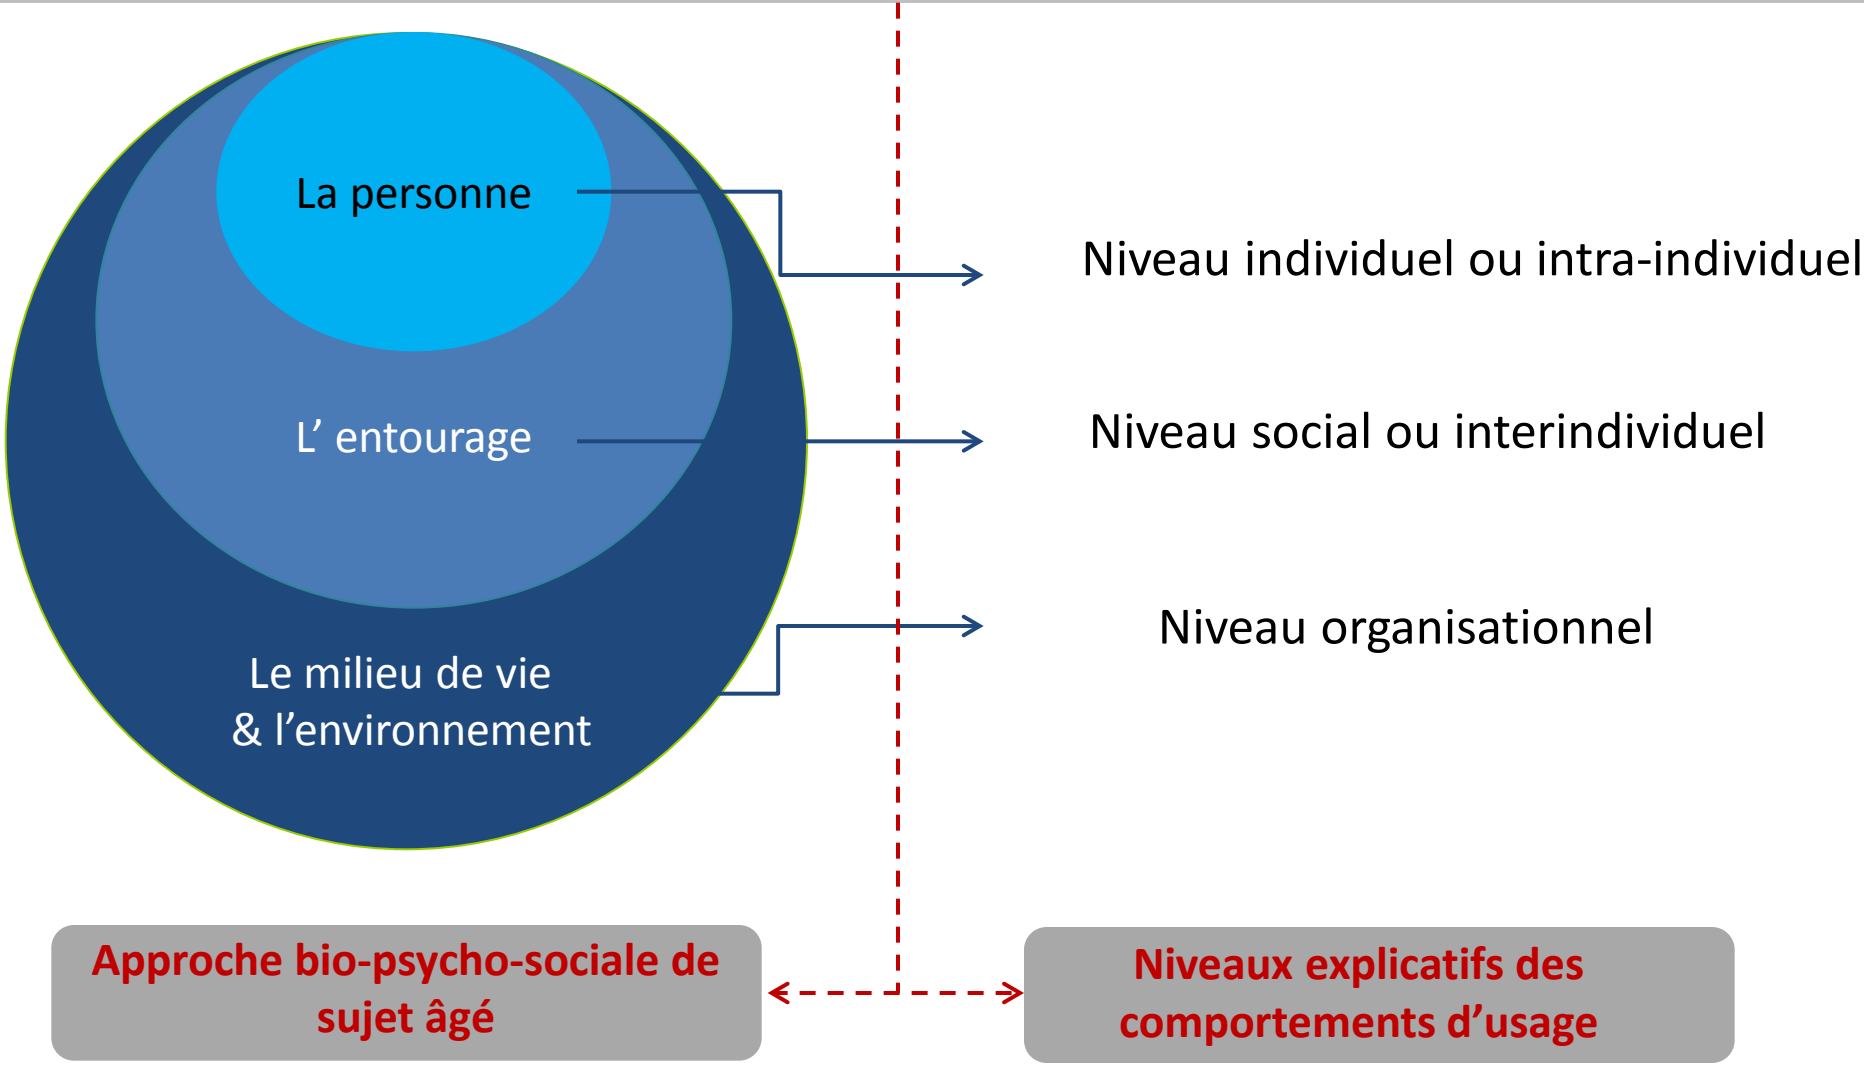 La personne
Niveau individuel ou intra-individuel
L’ entourage
Niveau social ou interindividuel
Niveau organisationnel
Le milieu de vie
& l’environnement
Approche bio-psycho-sociale de
sujet âgé
Niveaux explicatifs des
comportements d’usage